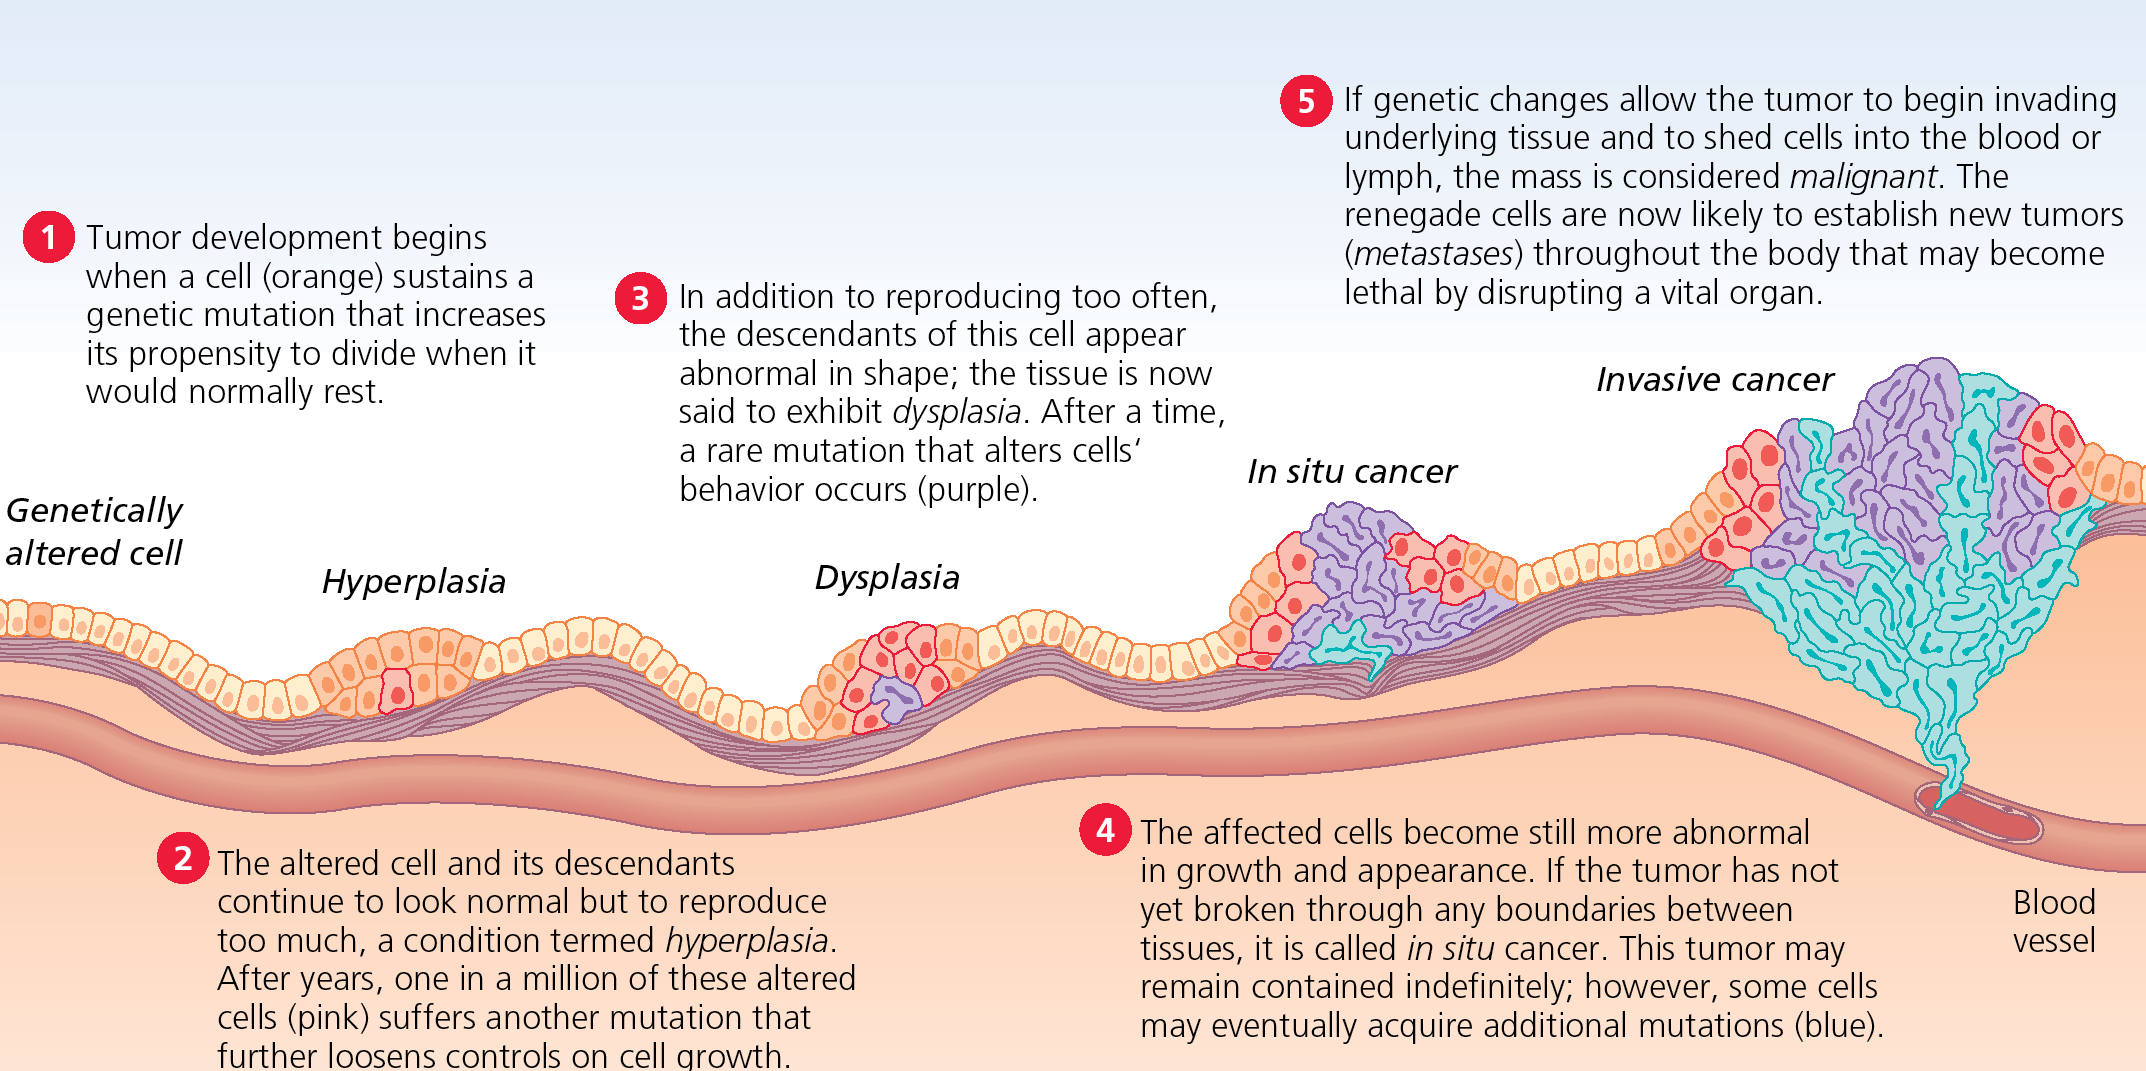 1
Tumor development begins
when a cell (orange) sustains a
genetic mutation that increases
its propensity to divide when it
would normally rest.
Genetically
altered cell
2
The altered cell and its descendants
continue to look normal but to reproduce
too much, a condition termed hyperplasia.
After years, one in a million of these altered
cells (pink) suffers another mutation that
further loosens controls on cell growth.
Hyperplasia
3
In addition to reproducing too often,
the descendants of this cell appear
abnormal in shape; the tissue is now
said to exhibit dysplasia. After a time,
a rare mutation that alters cells‘
behavior occurs (purple).
Dysplasia
4
The affected cells become still more abnormal
in growth and appearance. If the tumor has not
yet broken through any boundaries between
tissues, it is called in situ cancer. This tumor may
remain contained indefinitely; however, some cells
may eventually acquire additional mutations (blue).
In situ cancer
5
If genetic changes allow the tumor to begin invading
underlying tissue and to shed cells into the blood or
lymph, the mass is considered malignant. The
renegade cells are now likely to establish new tumors
(metastases) throughout the body that may become
lethal by disrupting a vital organ.
Invasive cancer
Blood
vessel